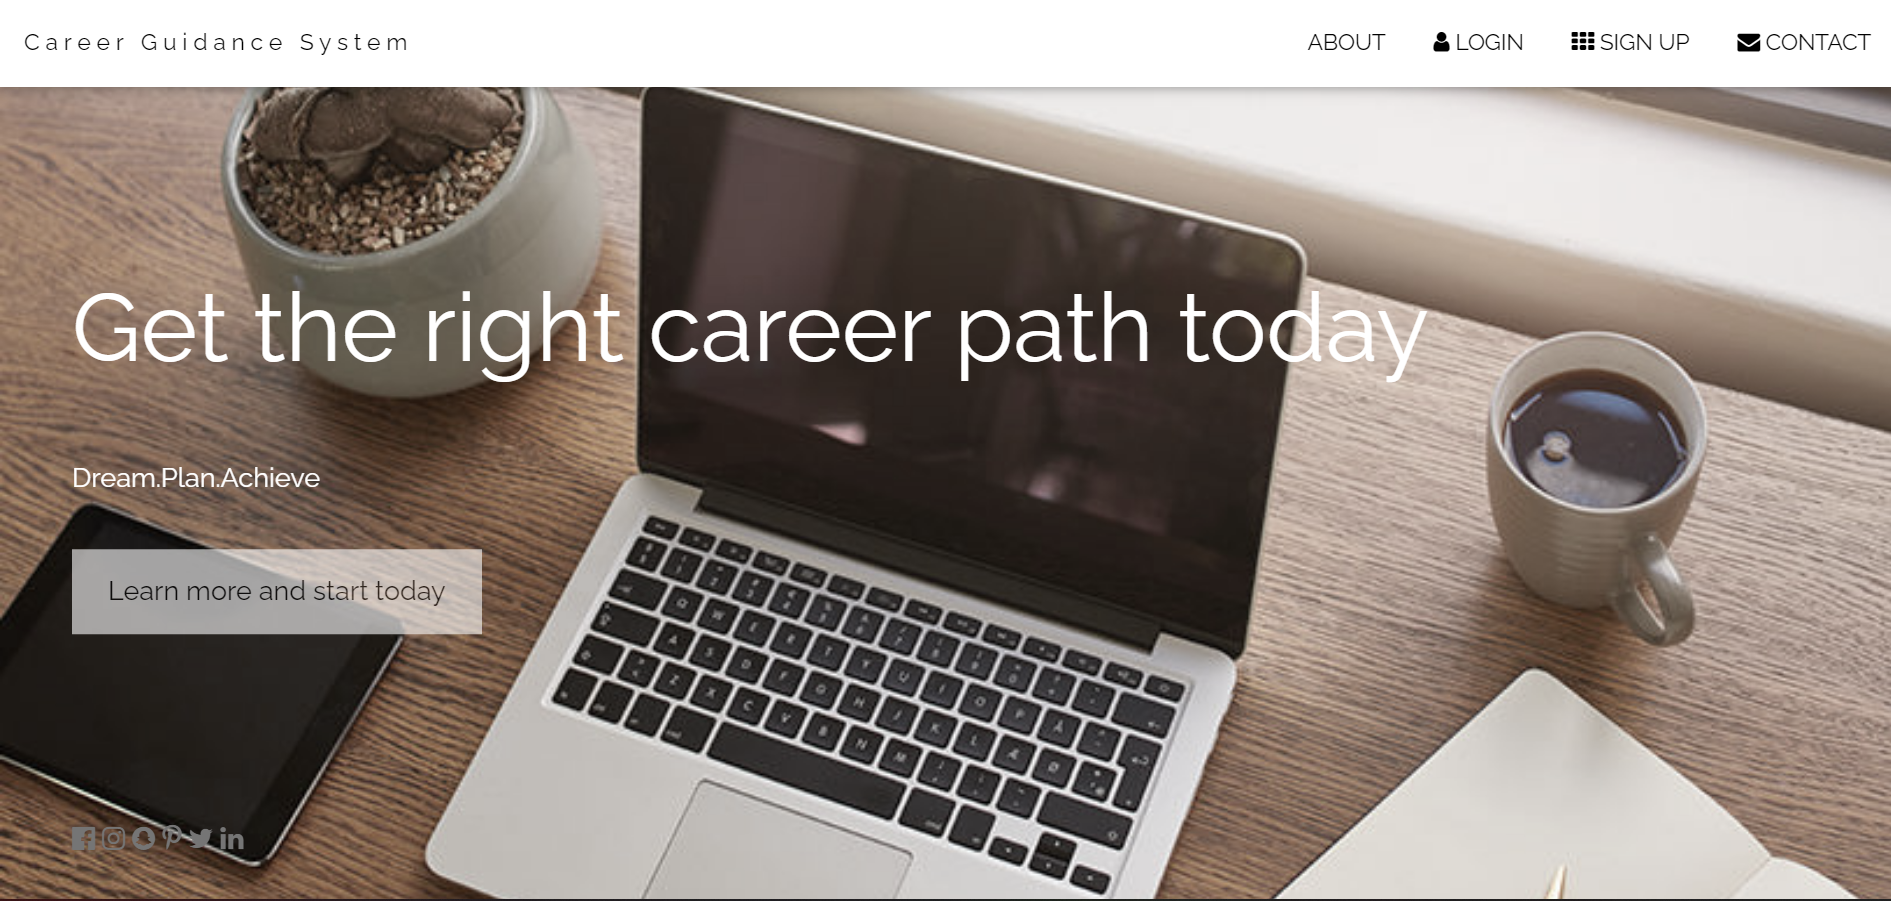 Career Guidance System
ABOUT LOGIN SIGN UP CONTACT
Get the right career path today
Dream.Plan.Achieve
Learn more and start today